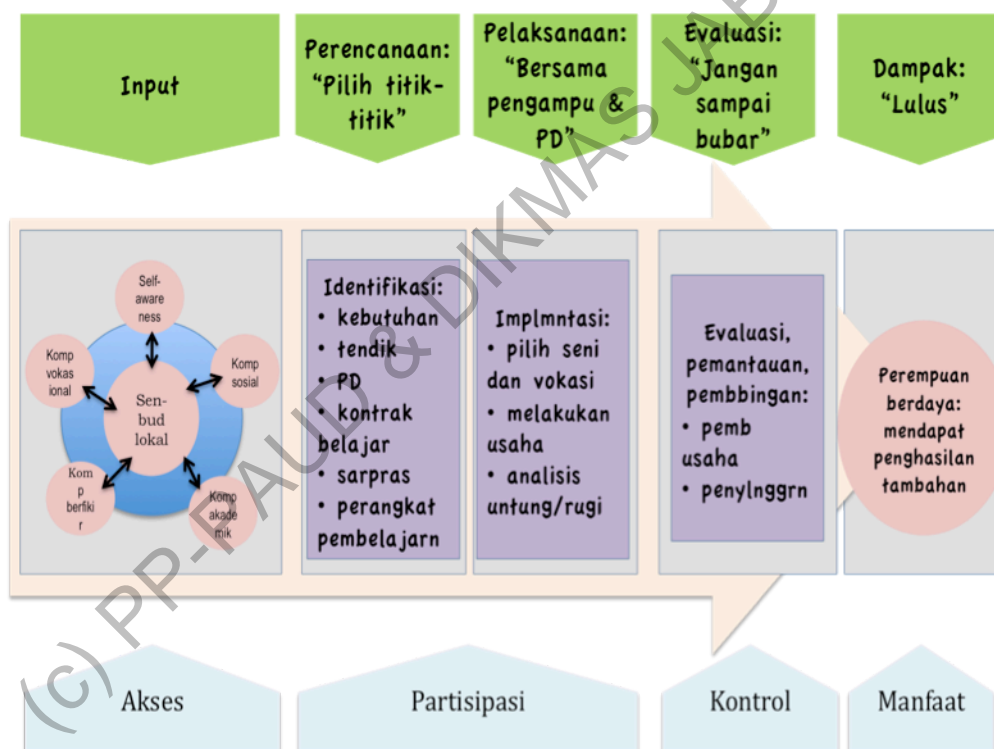 Input
Perencanaan:
“Pilih titik-
titik”
Pelaksanaan:
“Bersama
pengampu &
PD”
Evaluasi:
“Jangan
sampai
bubar”
Dampak:
“Lulus”
Self-
aware
ness
Komp
vokas
ional
Komp
sosial
Sen-
bud
lokal
Kom
p
berfiki
r
Komp
akade
mik
Identifikasi:
• kebutuhan
• tendik
• PD
• kontrak
belajar
• sarpras
• perangkat
pembelajarn
Implmntasi:
• pilih seni
dan vokasi
• melakukan
usaha
• analisis
untung/rugi
Evaluasi,
pemantauan,
pembbingan:
• pemb
usaha
• penylnggrn
Perempuan
berdaya:
mendapat
penghasilan
tambahan
Akses
Partisipasi
Kontrol
Manfaat
(c) PP-PAUD & DIKMAS JAB